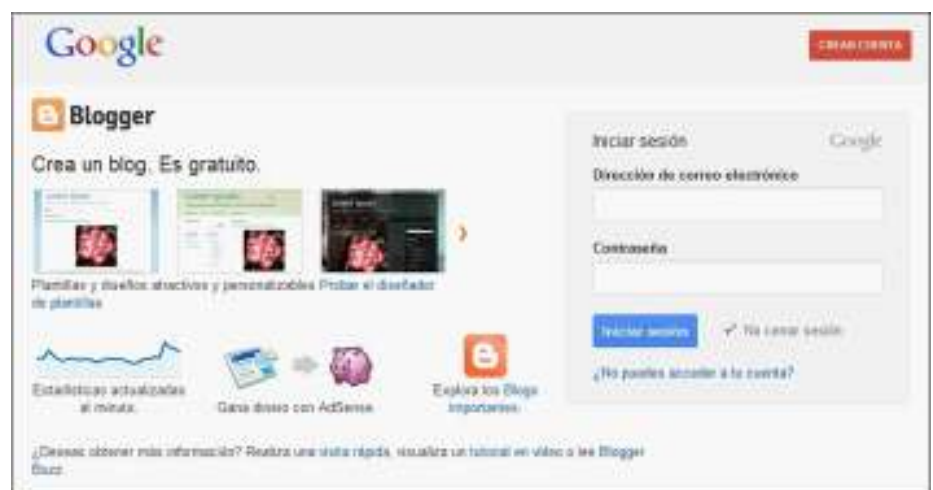 Google
CREAR CUENTA
Blogger
Crea un blog. Es gratuito.
Iniciar sesión Google
Dirección de correo electrónico
Contraseña
Plantillas y diseños atractivos y personalizables Probar el diseñador
de plantillas
Iniciar sesión No cerrar sesión
¿No puedes acceder a tu cuenta?
Estadísticas actualizadas
al minuto.
Gana dinero con AdSense
Explora los Blogs
importantes.
¿Deseas obtener más información? Realiza una visita rápida, visualiza un tutorial en vídeo o lee Blogger
Buzz.